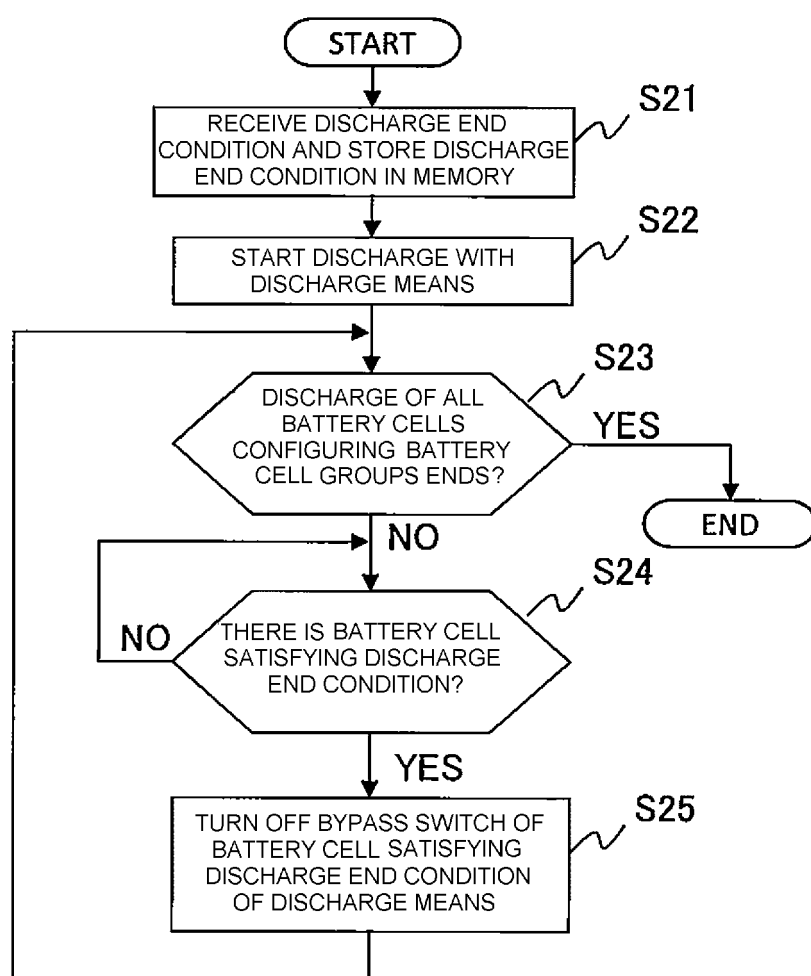 START
S21
RECEIVE DISCHARGE END
CONDITION AND STORE DISCHARGE
END CONDITION IN MEMORY
S22
START DISCHARGE WITH
DISCHARGE MEANS
S23
DISCHARGE OF ALL
BATTERY CELLS
CONFIGURING BATTERY
CELL GROUPS ENDS?
YES
END
NO
S24
NO
THERE IS BATTERY CELL
SATISFYING DISCHARGE
END CONDITION?
YES
S25
TURN OFF BYPASS SWITCH OF
BATTERY CELL SATISFYING
DISCHARGE END CONDITION
OF DISCHARGE MEANS